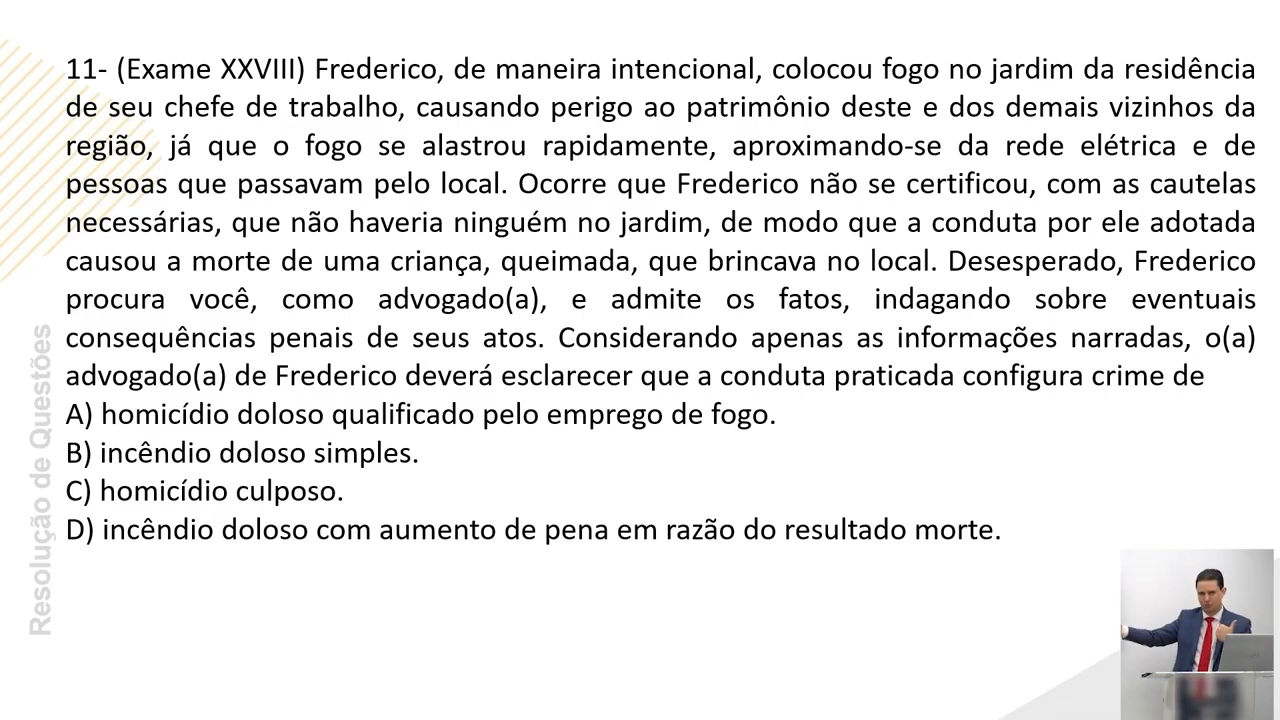 11- (Exame XXVIII) Frederico, de maneira intencional, colocou fogo no jardim da residência
de seu chefe de trabalho, causando perigo ao patrimônio deste e dos demais vizinhos da
região, já que o fogo se alastrou rapidamente, aproximando-se da rede elétrica e de
pessoas que passavam pelo local. Ocorre que Frederico não se certificou, com as cautelas
necessárias, que não haveria ninguém no jardim, de modo que a conduta por ele adotada
causou a morte de uma criança, queimada, que brincava no local. Desesperado, Frederico
procura você, como advogado(a), e admite os fatos, indagando sobre eventuais
consequências penais de seus atos. Considerando apenas as informações narradas, o(a)
advogado(a) de Frederico deverá esclarecer que a conduta praticada configura crime de
A) homicídio doloso qualificado pelo emprego de fogo.
B) incêndio doloso simples.
C) homicídio culposo.
D) incêndio doloso com aumento de pena em razão do resultado morte.
Resolução de Questões